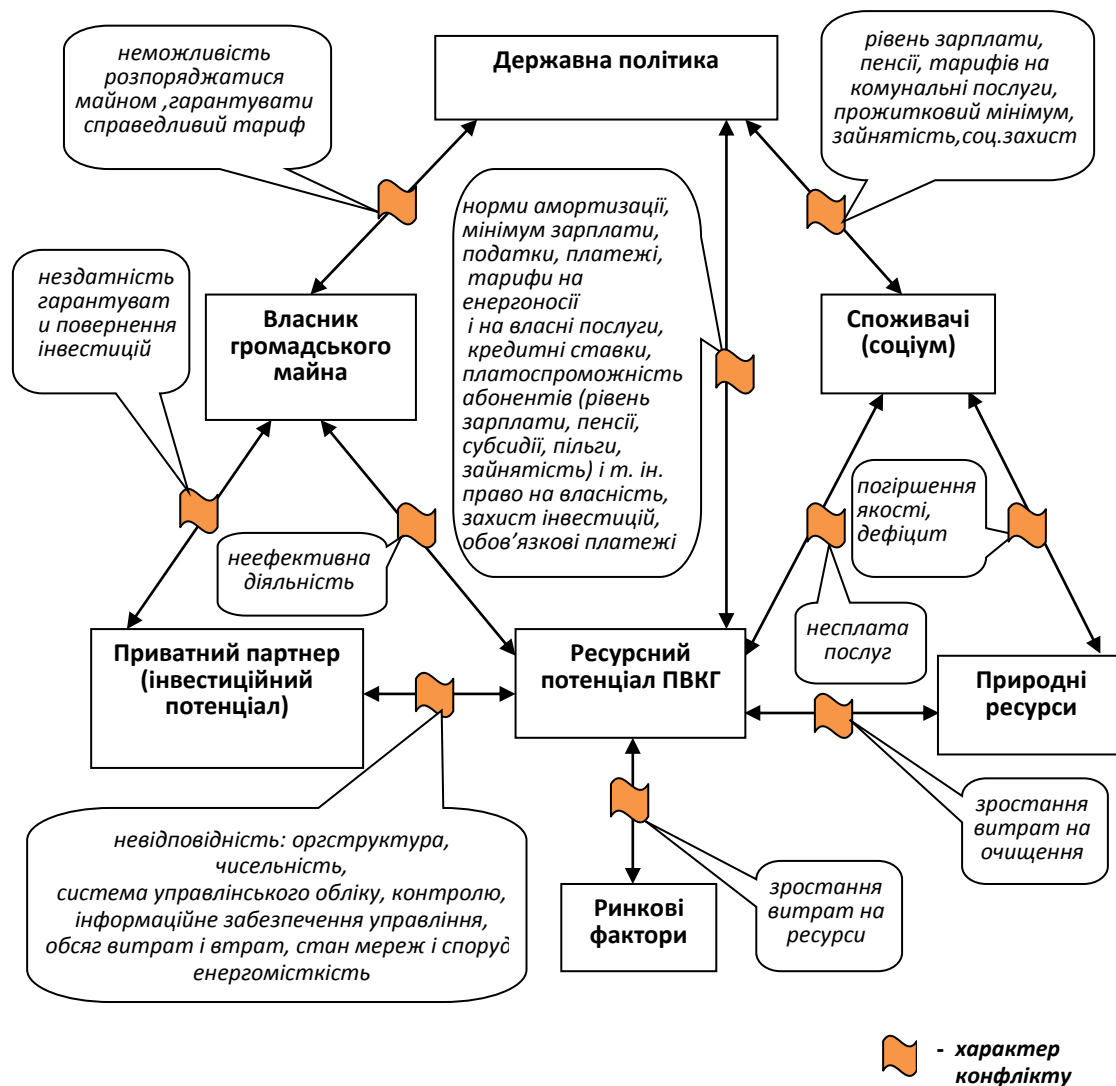 неможливість
розпоряджатися
майном ,гарантувати
справедливий тариф
Державна політика
рівень зарплати,
пенсії, тарифів на
комунальні послуги,
прожитковий мінімум,
зайнятість,соц.захист
норми амортизації,
мінімум зарплати,
податки, платежі,
тарифи на
енергоносії
і на власні послуги,
кредитні ставки,
платоспроможність
абонентів (рівень
зарплати, пенсії,
субсидії, пільги,
зайнятість) і т. ін.
право на власність,
захист інвестицій,
обов’язкові платежі
нездатність
гарантуват
и повернення
інвестицій
Власник
громадського
майна
Споживачі
(соціум)
погіршення
якості,
дефіцит
неефективна
діяльність
несплата
послуг
Приватний партнер
(інвестиційний
потенціал)
Ресурсний
потенціал ПВКГ
Природні
ресурси
невідповідність: оргструктура,
чисельність,
система управлінського обліку, контролю,
інформаційне забезпечення управління,
обсяг витрат і втрат, стан мереж і споруд
енергомісткість
зростання
витрат на
очищення
зростання
витрат на
ресурси
Ринкові
фактори
- характер
конфлікту